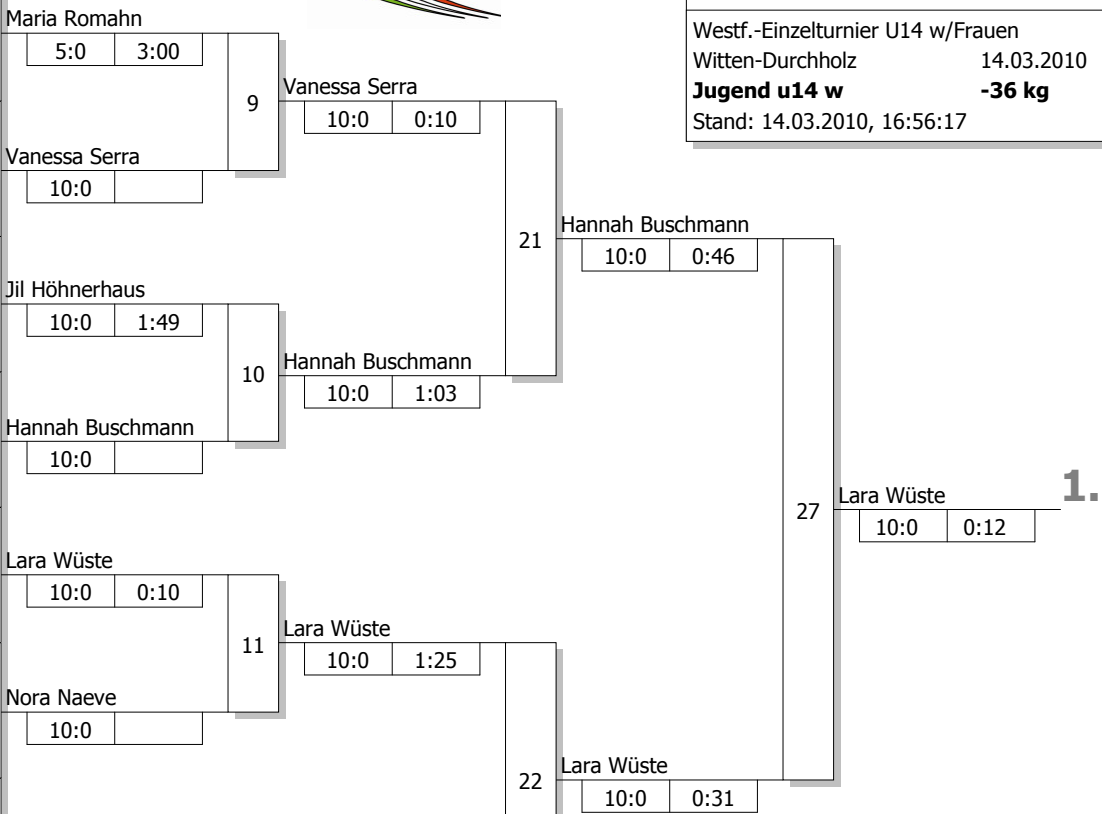 Westf.-Einzelturnier U14 w/Frauen
Witten-Durchholz 14.03.2010
Jugend u14 w -36 kg
Stand: 14.03.2010, 16:56:17
Maria Romahn
5:0 3:00
9
Vanessa Serra
10:0 0:10
Vanessa Serra
10:0
21
Hannah Buschmann
10:0 0:46
Jil Höhnerhaus
10:0 1:49
10
Hannah Buschmann
10:0 1:03
Hannah Buschmann
10:0
27
Lara Wüste 1.
10:0 0:12
Lara Wüste
10:0 0:10
11
Lara Wüste
10:0 1:25
Nora Naeve
10:0
22
Lara Wüste
10:0 0:31